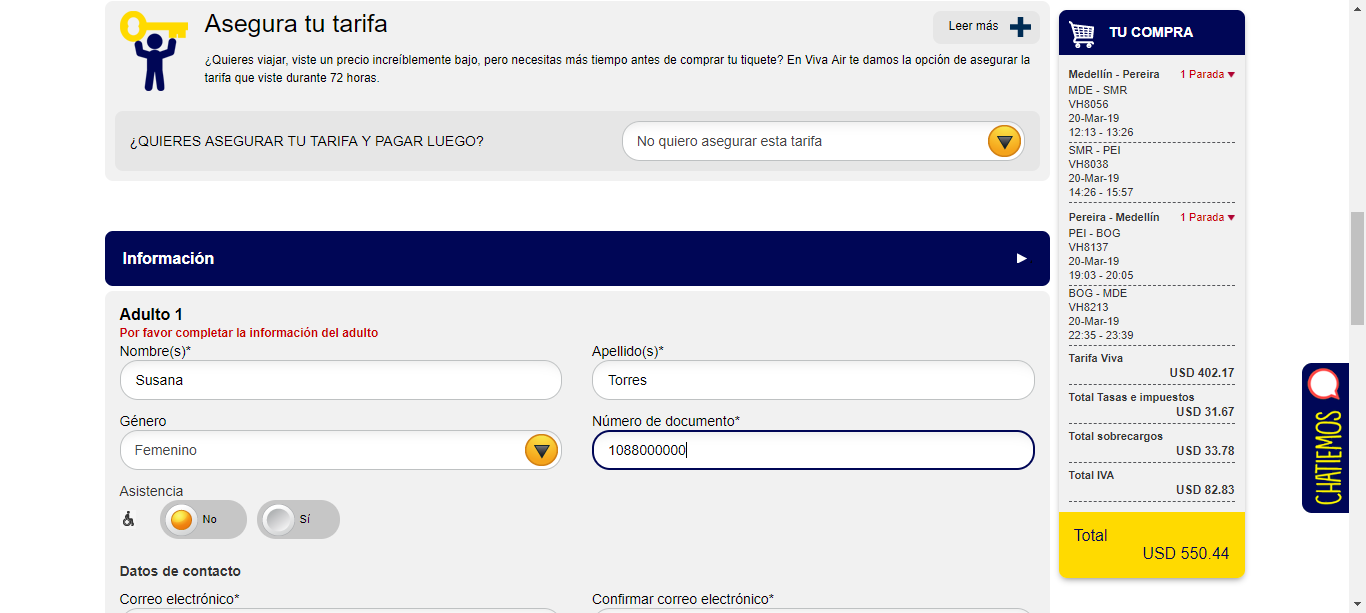 Asegura tu tarifa
Leer más
¿Quieres viajar, viste un precio increíblemente bajo, pero necesitas más tiempo antes de comprar tu tiquete? En Viva Air te damos la opción de asegurar la
tarifa que viste durante 72 horas.
¿QUIERES ASEGURAR TU TARIFA Y PAGAR LUEGO?
No quiero asegurar esta tarifa
Información
Adulto 1
Por favor completar la información del adulto
Nombre(s)*
Apellido(s)*
Susana
Torres
Género
Número de documento*
Femenino
1088000000
Asistencia
No
Sí
Datos de contacto
Correo electrónico*
Confirmar correo electrónico*
TU COMPRA
Medellín - Pereira 1 Parada
MDE - SMR
VH8056
20-Mar-19
12:13 - 13:26
SMR - PEI
VH8038
20-Mar-19
14:26 - 15:57
Pereira - Medellín 1 Parada
PEI - BOG
VH8137
20-Mar-19
19:03 - 20:05
BOG - MDE
VH8213
20-Mar-19
22:35 - 23:39
Tarifa Viva
USD 402.17
Total Tasas e impuestos
USD 31.67
Total sobrecargos
USD 33.78
Total IVA
USD 82.83
Total
USD 550.44
CHATIEMOS